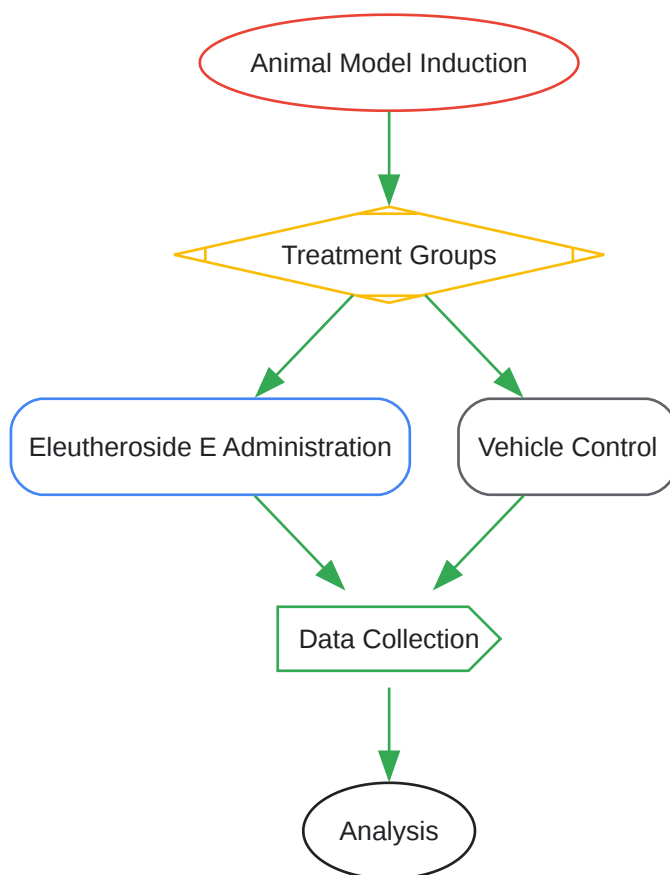 Animal Model Induction
Treatment Groups
Eleutheroside E Administration
Vehicle Control
Data Collection
Analysis